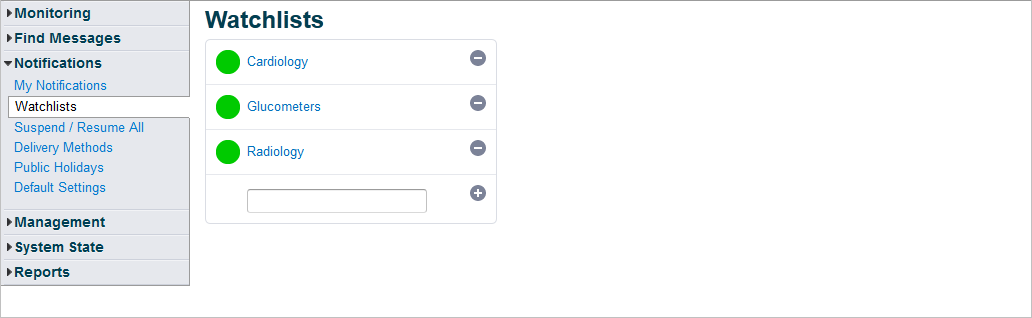 Monitoring
Find Messages
Notifications
My Notifications
Watchlists
Suspend / Resume All
Delivery Methods
Public Holidays
Default Settings
Management
System State
Reports
Watchlists
Cardiology
Glucometers
Radiology